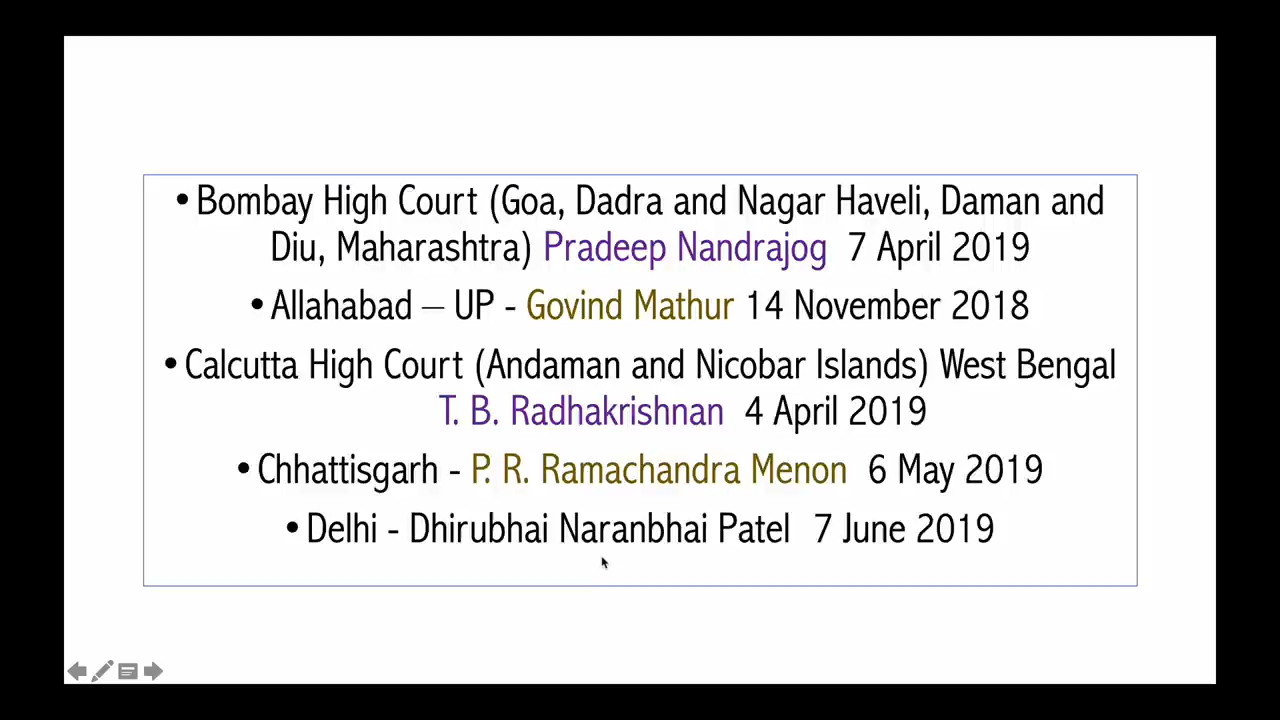 •Bombay High Court (Goa, Dadra and Nagar Haveli, Daman and
Diu, Maharashtra) Pradeep Nandrajog 7 April 2019
•Allahabad – UP - Govind Mathur 14 November 2018
•Calcutta High Court (Andaman and Nicobar Islands) West Bengal
T. B. Radhakrishnan 4 April 2019
•Chhattisgarh - P. R. Ramachandra Menon 6 May 2019
•Delhi - Dhirubhai Naranbhai Patel 7 June 2019